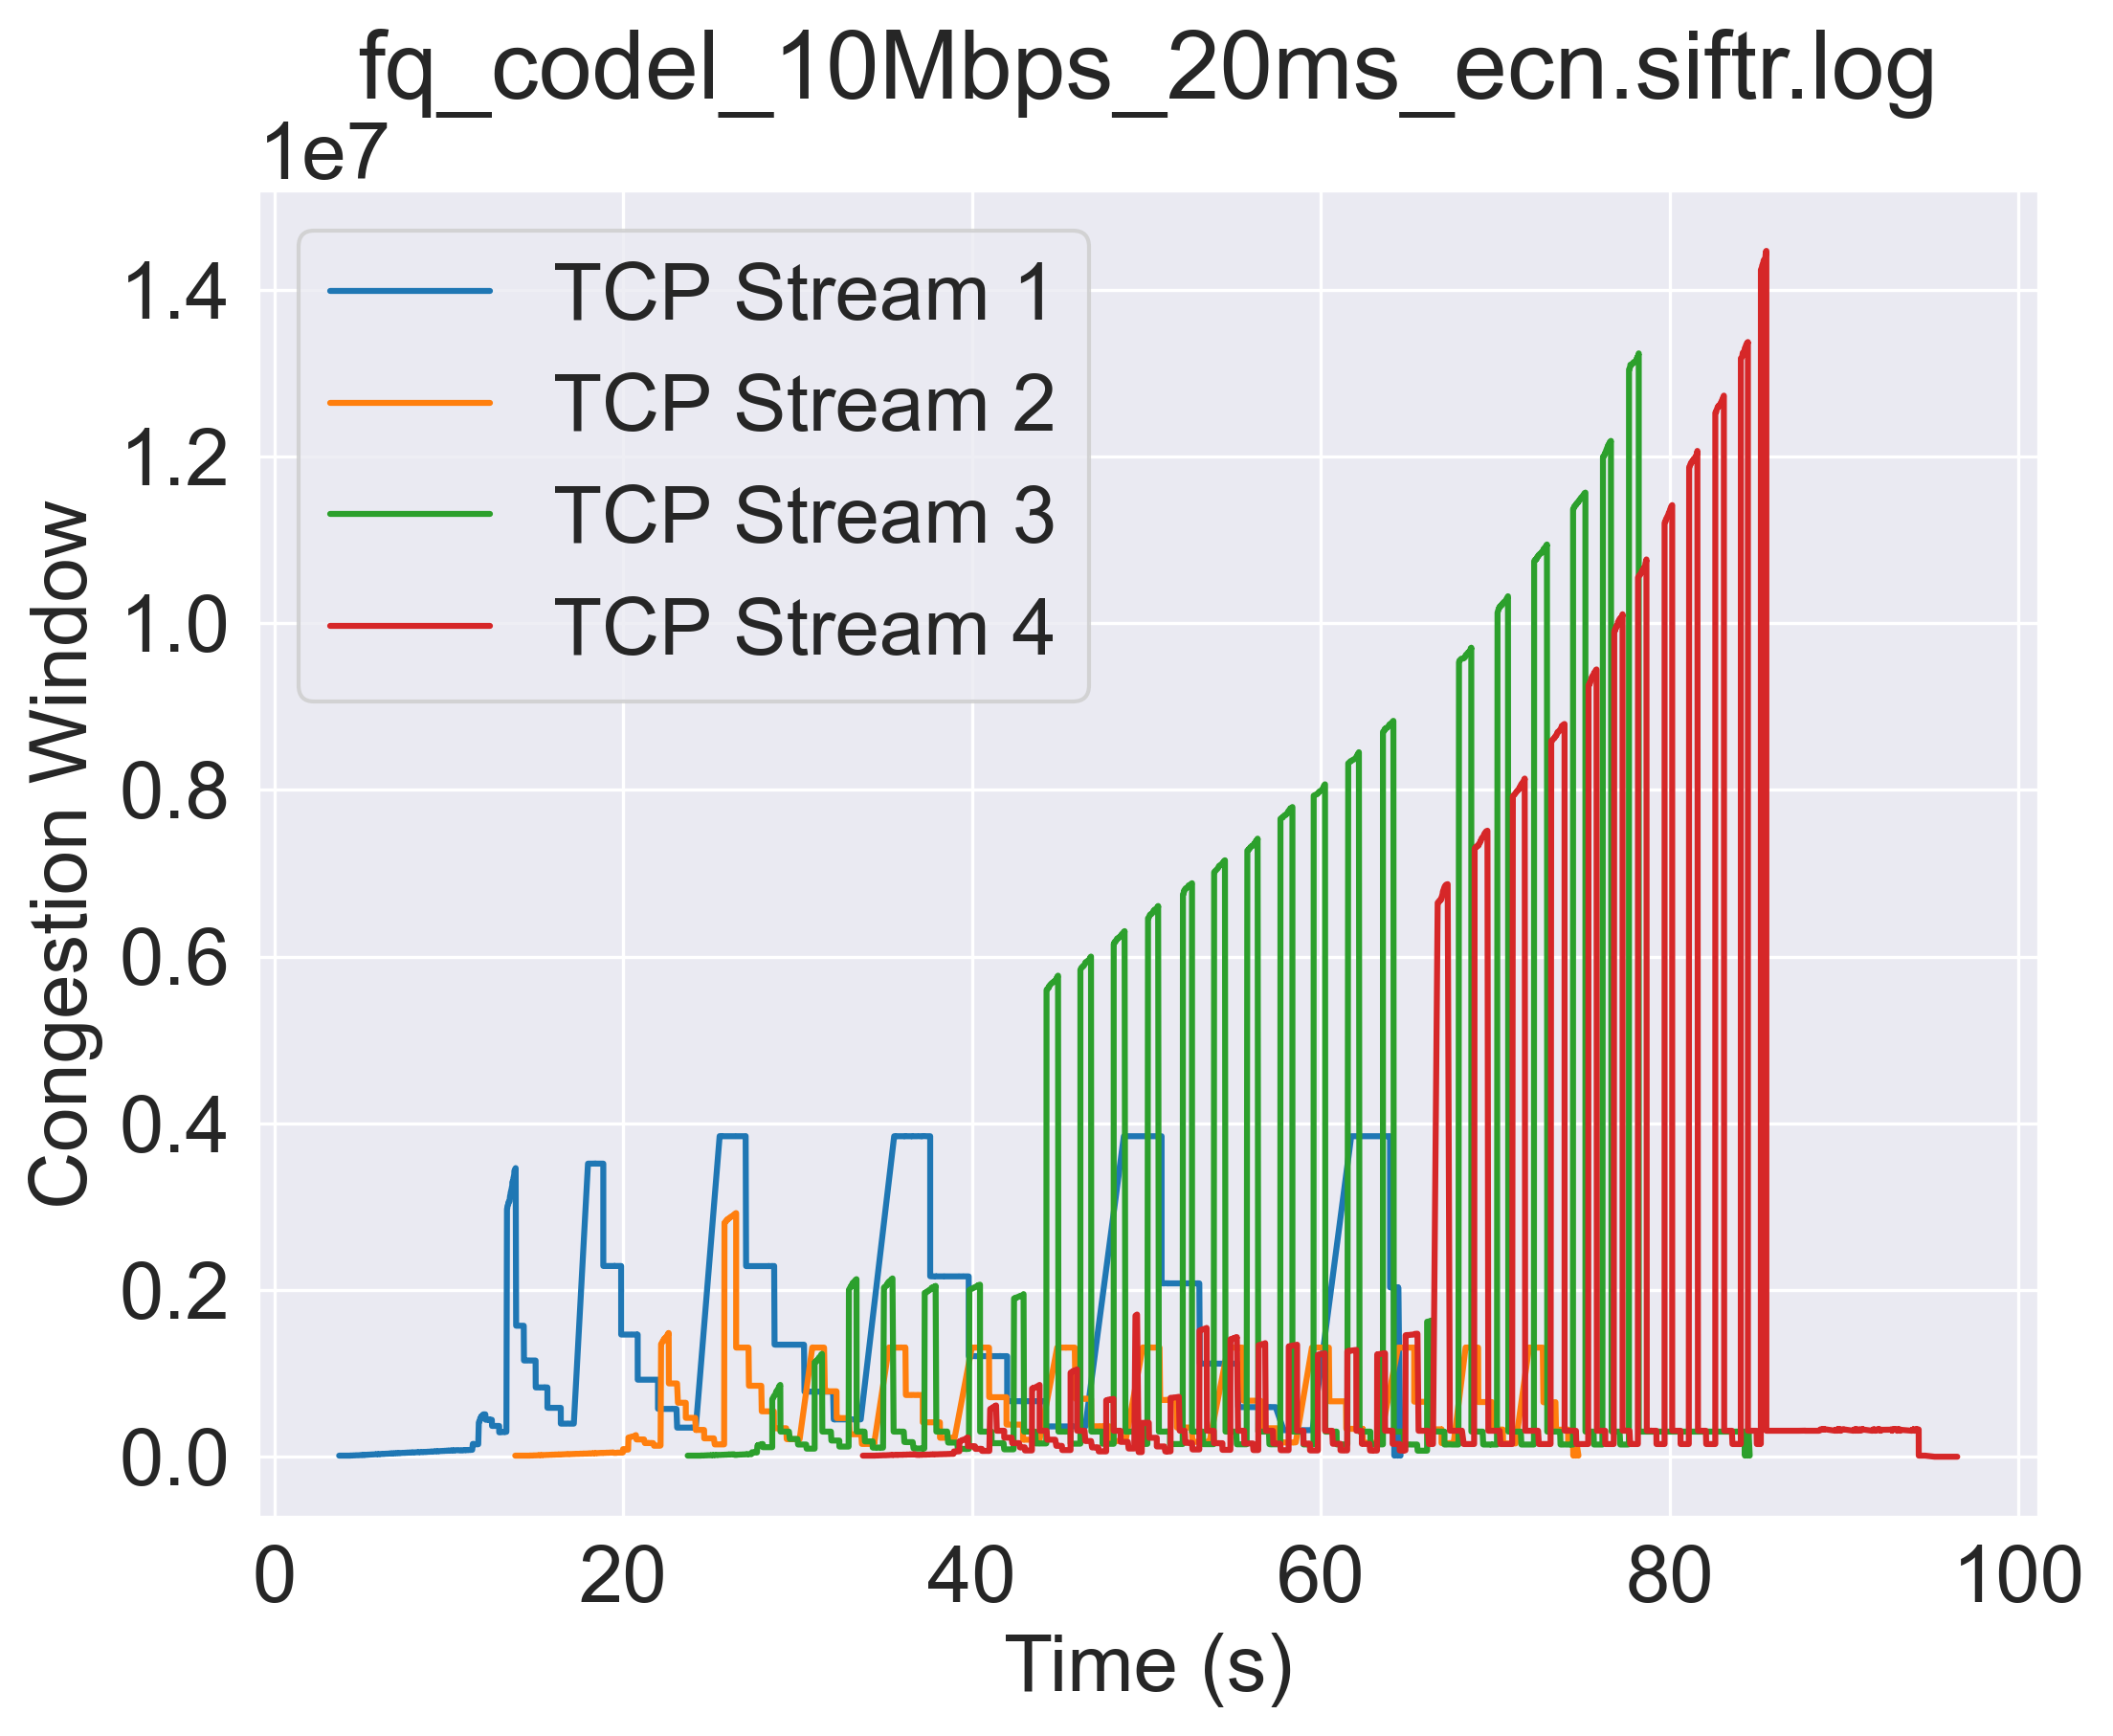 fq_codel_10Mbps_20ms_ecn.siftr.log
1e7
1.4
1.2
1.0
0.8
0.6
0.4
0.2
0.0
Congestion Window
TCP Stream 1
TCP Stream 2
TCP Stream 3
TCP Stream 4
0 20 40 60 80 100
Time (s)